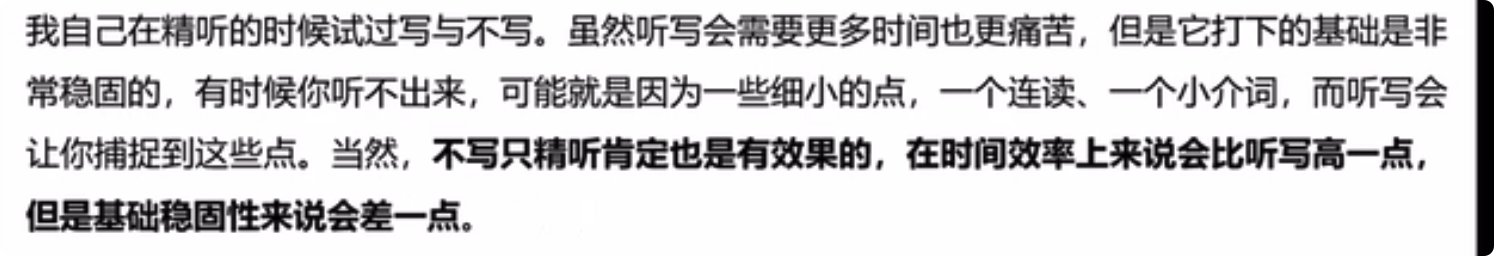 我自己在精听的时候试过写与不写。虽然听写会需要更多时间也更痛苦，但是它打下的基础是非
常稳固的，有时候你听不出来，可能就是因为一些细小的点，一个连读、一个小介词，而听写会
让你捕捉到这些点。当然，不写只精听肯定也是有效果的，在时间效率上来说会比听写高一点，
但是基础稳固性来说会差一点。